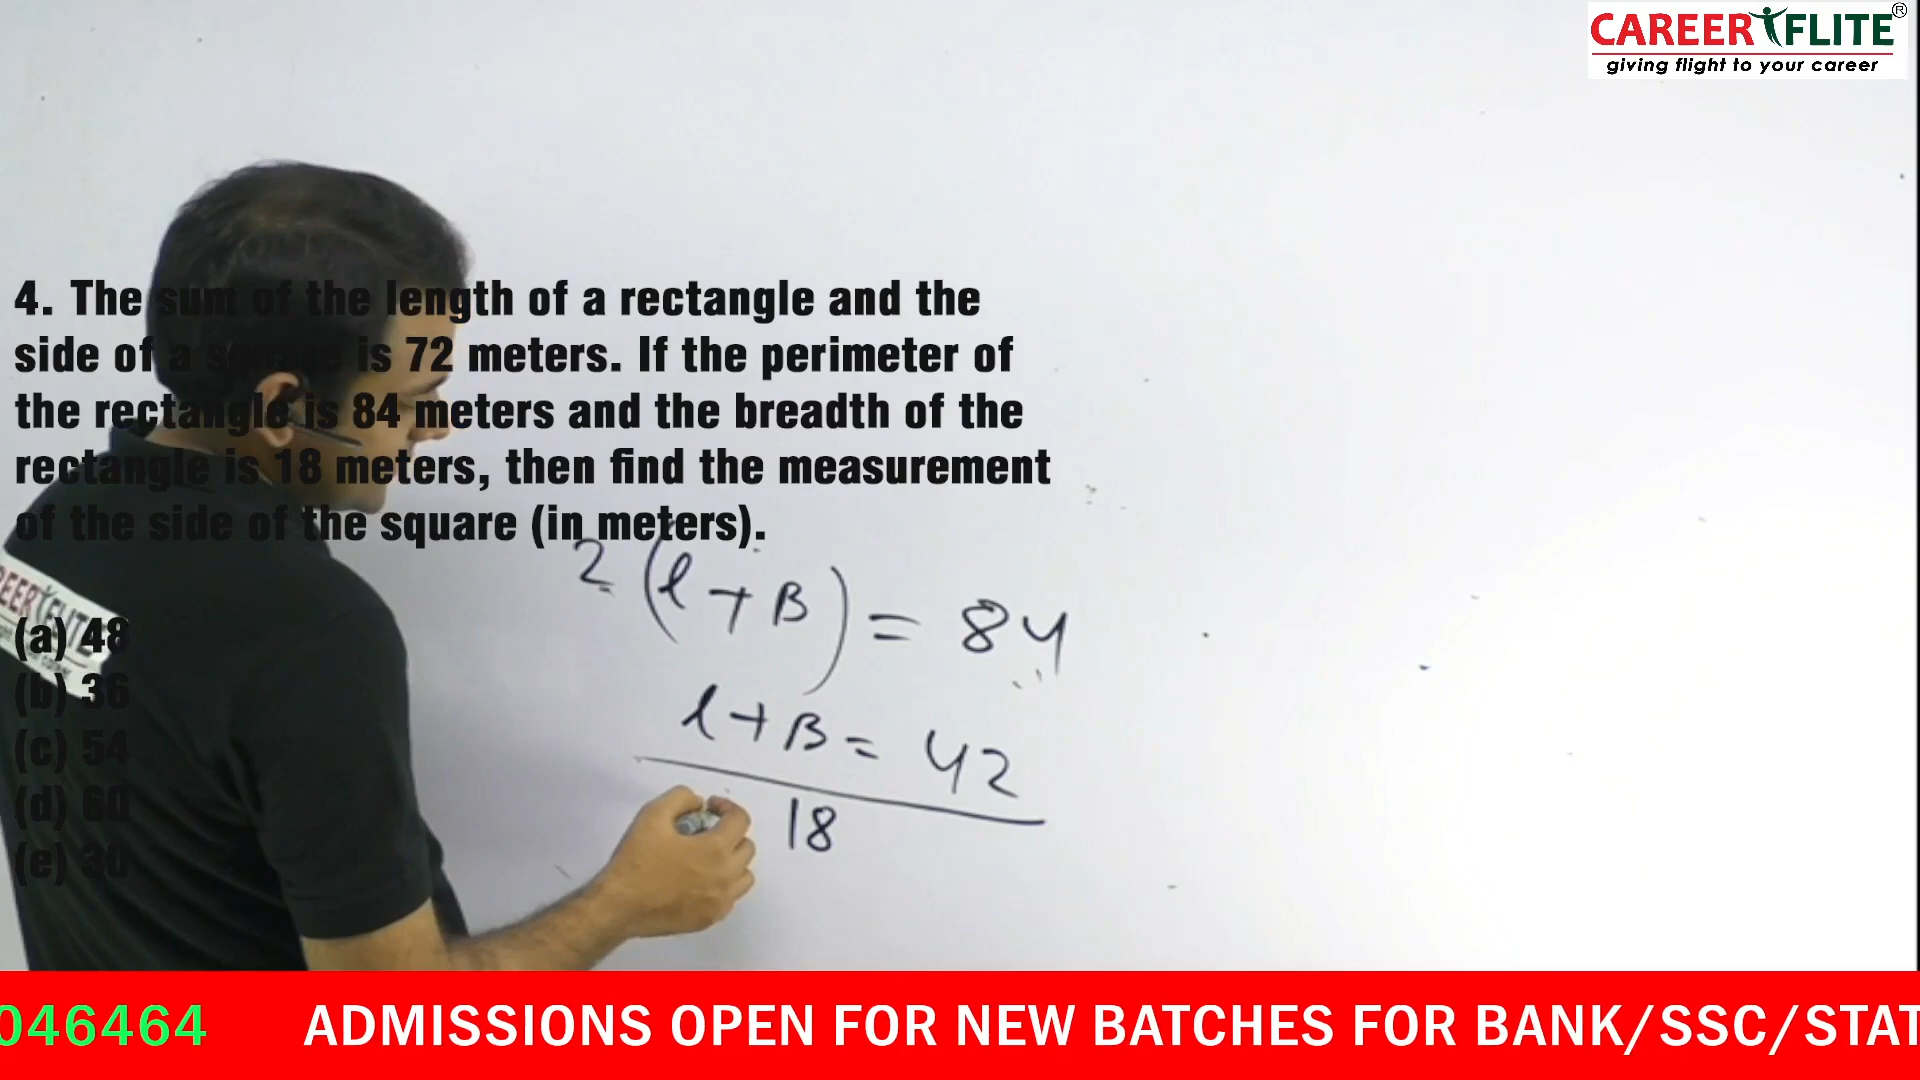 CAREER FLITE®
giving flight to your career
4. The sum of the length of a rectangle and the
side of a square is 72 meters. If the perimeter of
the rectangle is 84 meters and the breadth of the
rectangle is 18 meters, then find the measurement
of the side of the square (in meters).
2 (l + B) = 84
l + B = 42
18
(a) 48
(b) 36
(c) 54
(d) 60
(e) 30
046464 ADMISSIONS OPEN FOR NEW BATCHES FOR BANK/SSC/STAT